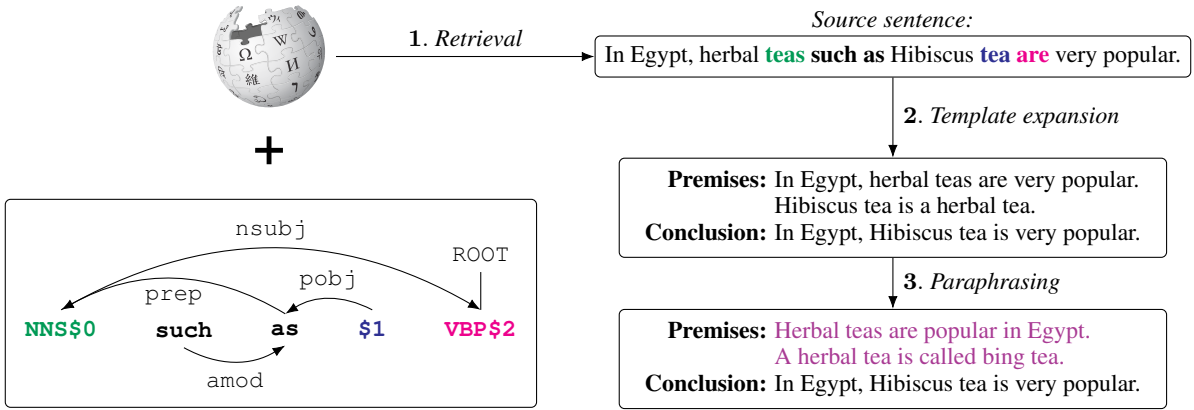 Ω W И 維
1. Retrieval
Source sentence:
In Egypt, herbal teas such as Hibiscus tea are very popular.
2. Template expansion
+
Premises: In Egypt, herbal teas are very popular.
Hibiscus tea is a herbal tea.
Conclusion: In Egypt, Hibiscus tea is very popular.
3. Paraphrasing
Premises: Herbal teas are popular in Egypt.
A herbal tea is called bing tea.
Conclusion: In Egypt, Hibiscus tea is very popular.
nsubj
ROOT
prep
pobj
NNS$0 such as $1 VBP$2
amod